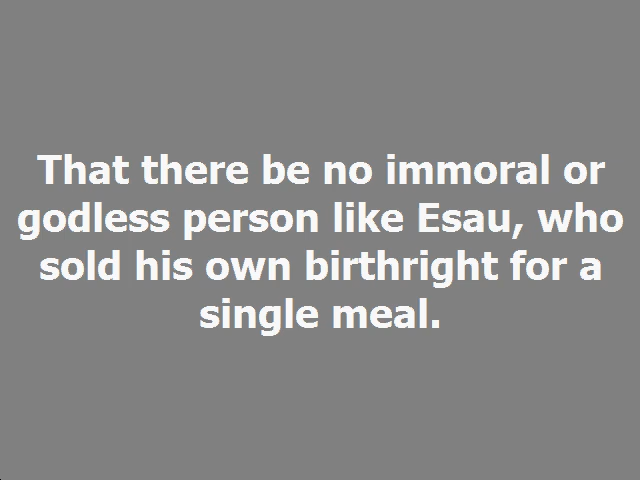 That there be no immoral or
godless person like Esau, who
sold his own birthright for a
single meal.